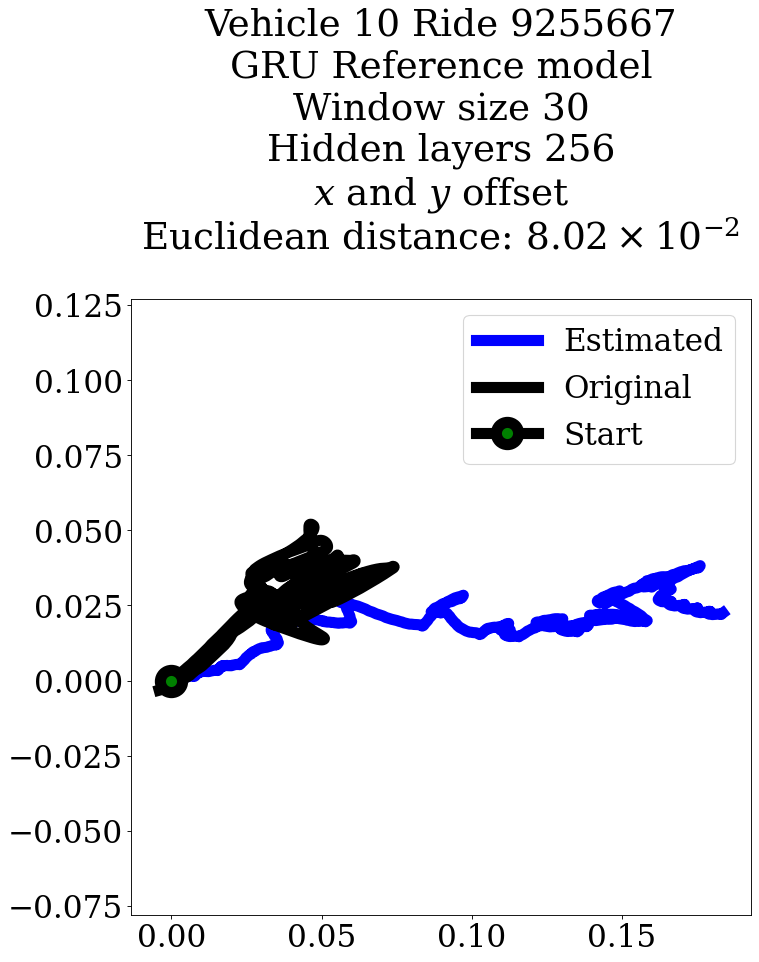 Vehicle 10 Ride 9255667
GRU Reference model
Window size 30
Hidden layers 256
x and y offset
Euclidean distance: 8.02 × 10⁻²
Estimated
Original
Start
0.125
0.100
0.075
0.050
0.025
0.000
−0.025
−0.050
−0.075
0.00 0.05 0.10 0.15